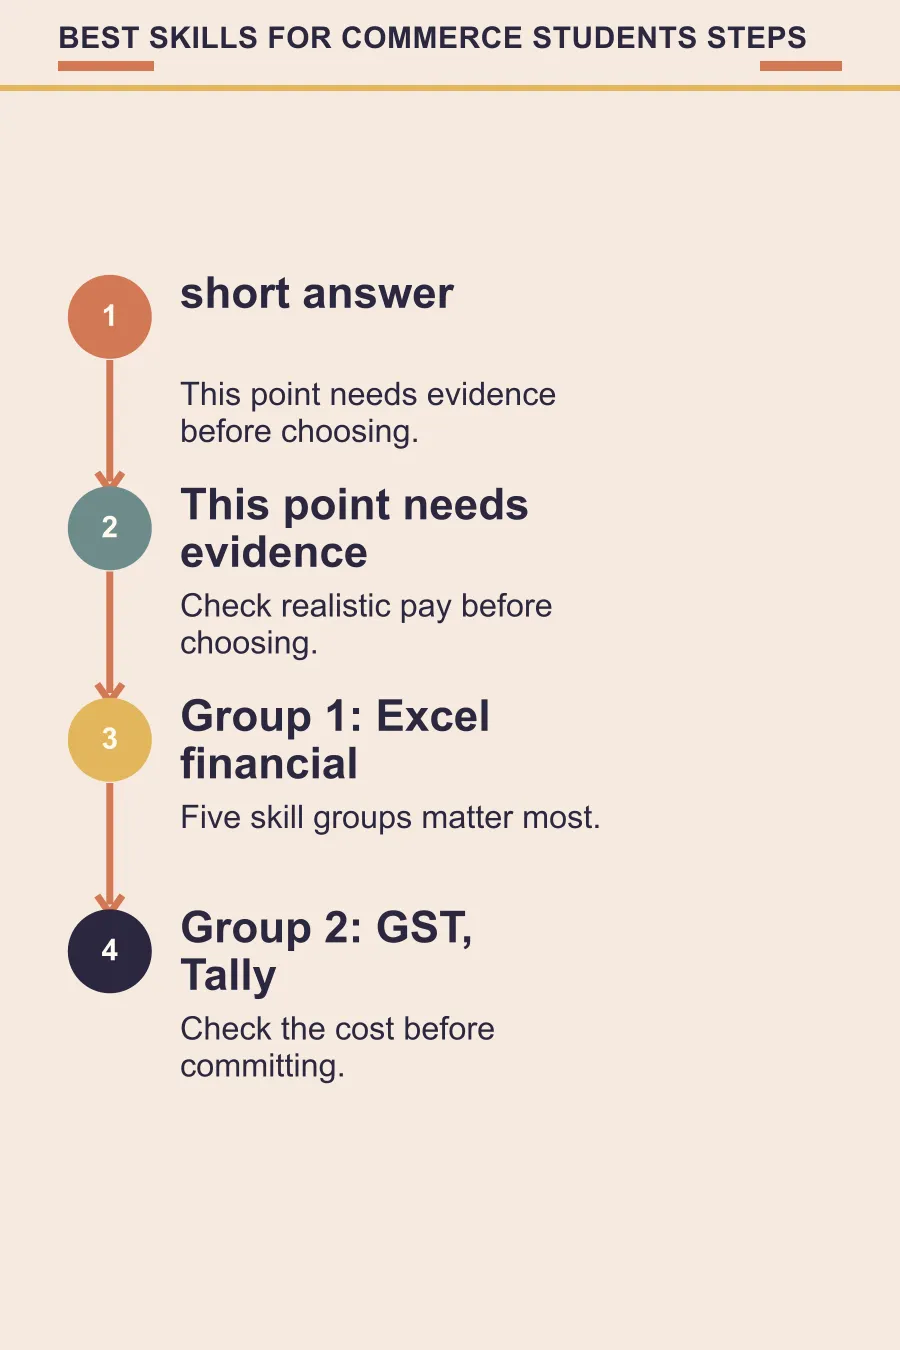 BEST SKILLS FOR COMMERCE STUDENTS STEPS
1
short answer
This point needs evidence
before choosing.
2
This point needs
evidence
Check realistic pay before
choosing.
3
Group 1: Excel
financial
Five skill groups matter most.
4
Group 2: GST,
Tally
Check the cost before
committing.